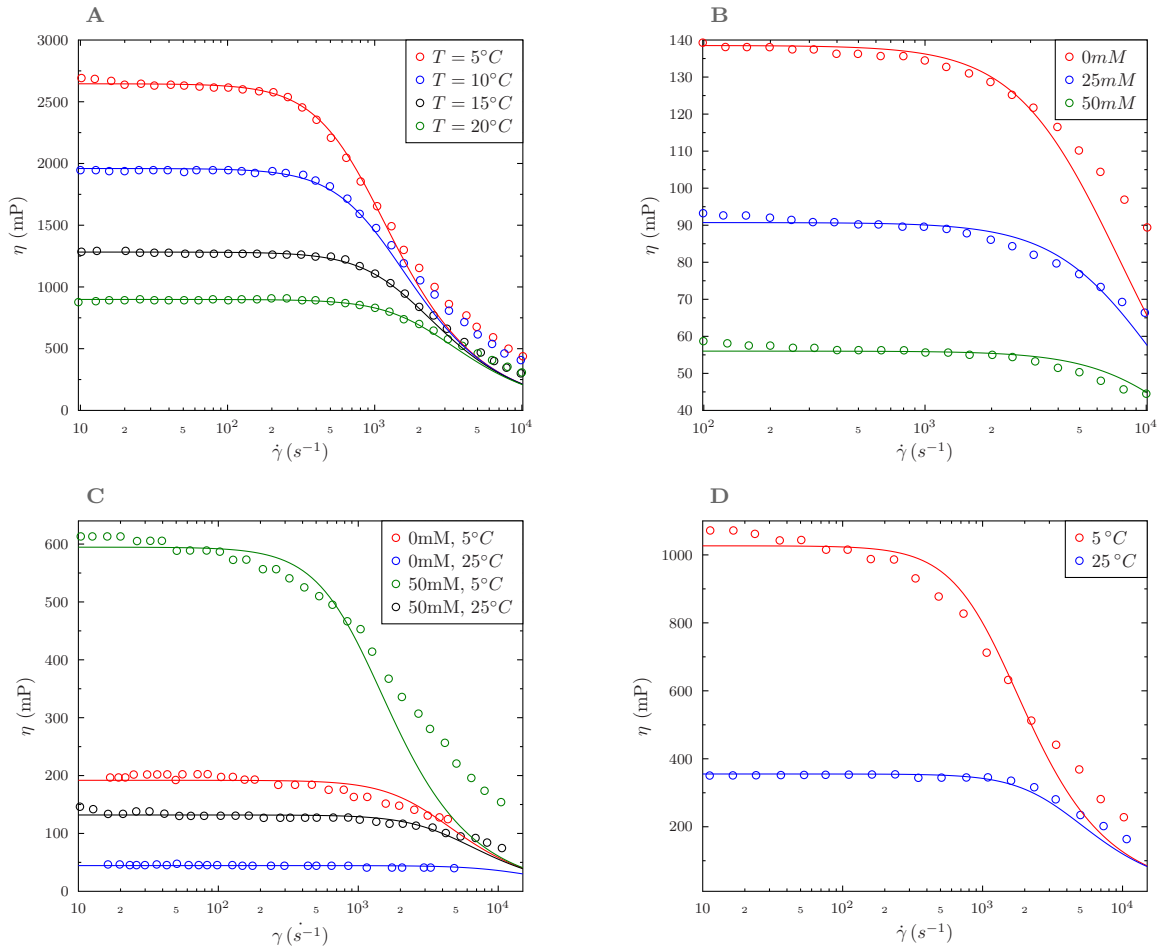 A
3000
2500
2000
1500
1000
500
0
η (mP)
T = 5°C
T = 10°C
T = 15°C
T = 20°C
10 2 5 10² 2 5 10³ 2 5 10⁴
γ̇ (s⁻¹)
B
140
130
120
110
100
90
80
70
60
50
40
η (mP)
0mM
25mM
50mM
10² 2 5 10³ 2 5 10⁴
γ̇ (s⁻¹)
C
600
500
400
300
200
100
0
η (mP)
0mM, 5°C
0mM, 25°C
50mM, 5°C
50mM, 25°C
10 2 5 10² 2 5 10³ 2 5 10⁴
γ (s⁻¹)
D
1000
800
600
400
200
η (mP)
5 °C
25 °C
10 2 5 10² 2 5 10³ 2 5 10⁴
γ̇ (s⁻¹)